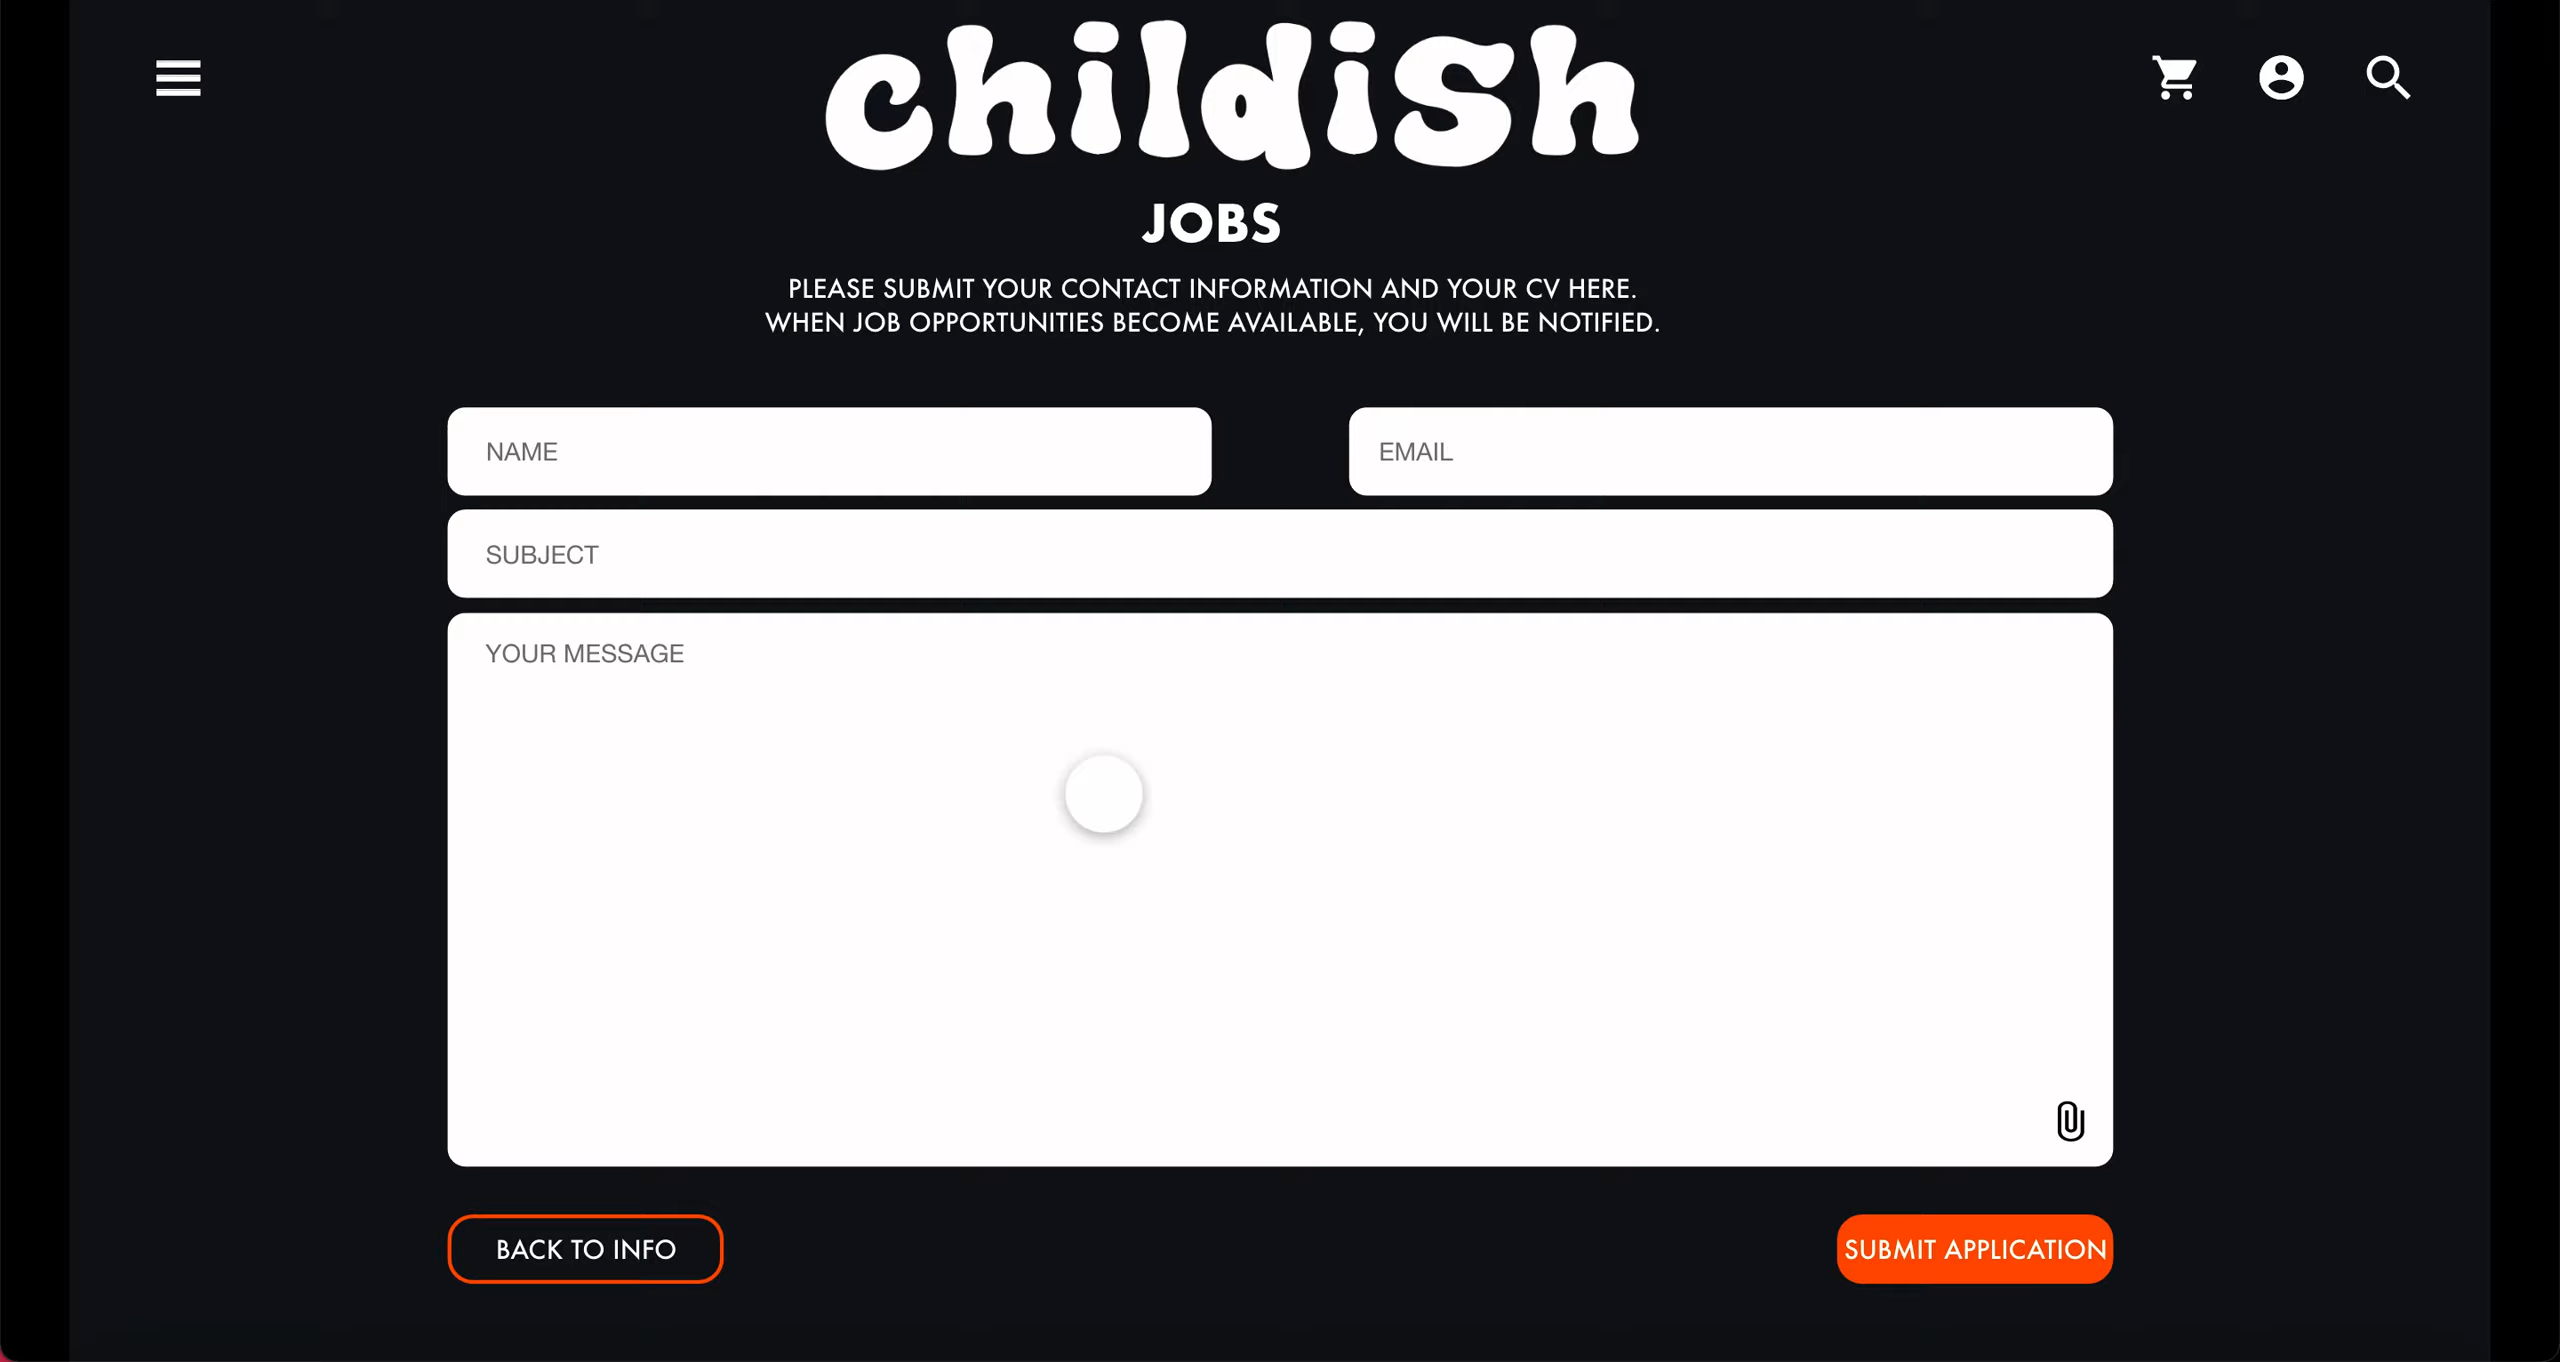 childiSh
JOBS
PLEASE SUBMIT YOUR CONTACT INFORMATION AND YOUR CV HERE.
WHEN JOB OPPORTUNITIES BECOME AVAILABLE, YOU WILL BE NOTIFIED.
NAME
EMAIL
SUBJECT
YOUR MESSAGE
BACK TO INFO
SUBMIT APPLICATION